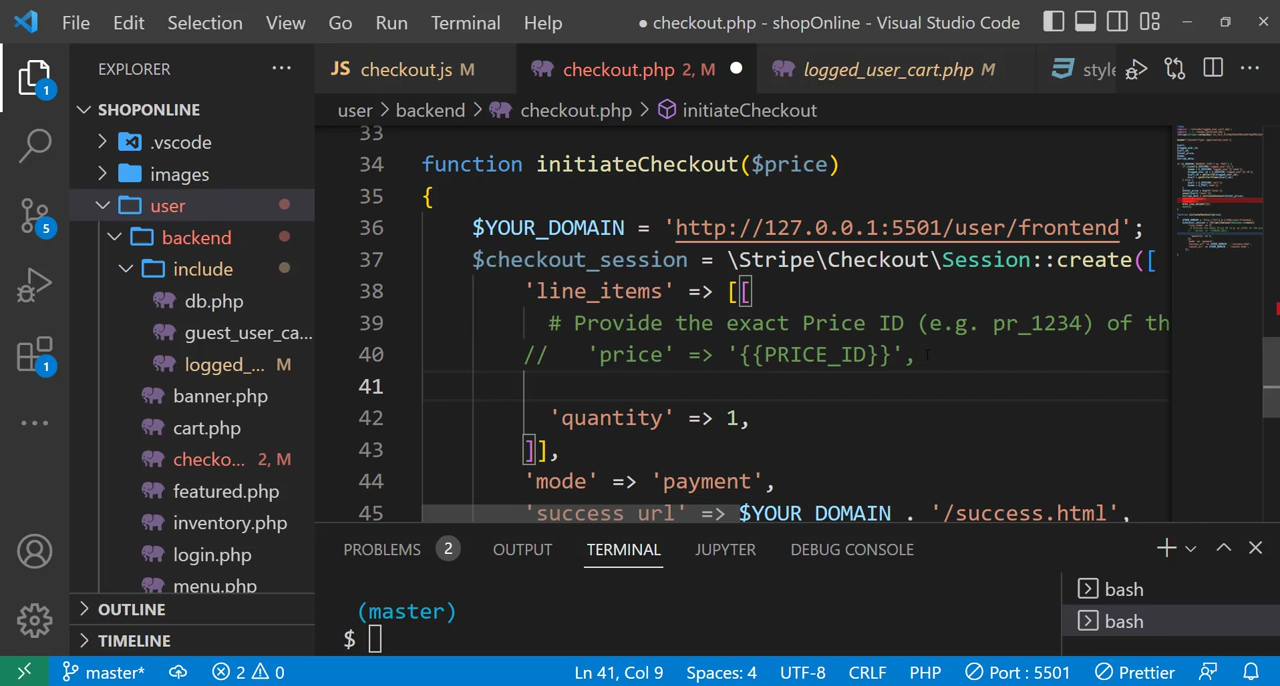 File Edit Selection View Go Run Terminal Help ● checkout.php - shopOnline - Visual Studio Code
EXPLORER ···
JS checkout.js M checkout.php 2, M ● logged_user_cart.php M style
SHOPONLINE
.vscode
images
user
backend
include
db.php
guest_user_ca...
logged_... M
banner.php
cart.php
checko... 2, M
featured.php
inventory.php
login.php
menu.php
OUTLINE
TIMELINE
1
5
1
user > backend > checkout.php > initiateCheckout
33
34 function initiateCheckout($price)
35 {
36 $YOUR_DOMAIN = 'http://127.0.0.1:5501/user/frontend';
37 $checkout_session = \Stripe\Checkout\Session::create([
38 'line_items' => [[
39 # Provide the exact Price ID (e.g. pr_1234) of th
40 // 'price' => '{{PRICE_ID}}',
41
42 'quantity' => 1,
43 ]],
44 'mode' => 'payment',
45 'success_url' => $YOUR_DOMAIN . '/success.html',
PROBLEMS 2 OUTPUT TERMINAL JUPYTER DEBUG CONSOLE
(master)
$
bash
bash
master* 2 0 Ln 41, Col 9 Spaces: 4 UTF-8 CRLF PHP Port : 5501 Prettier